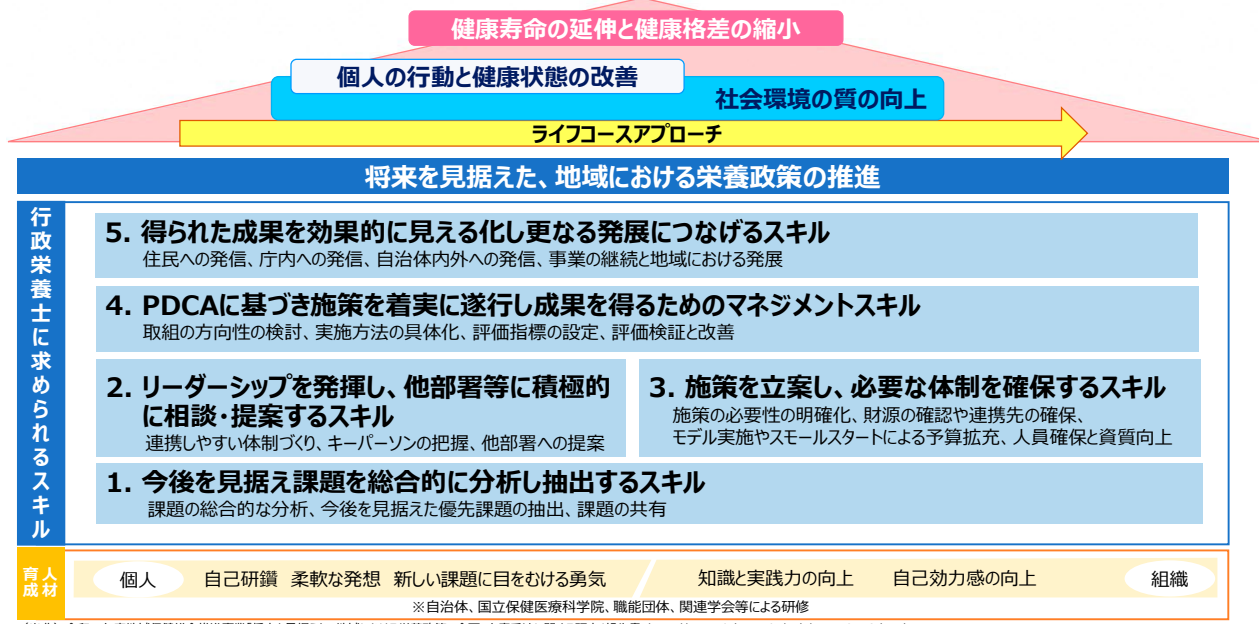 健康寿命の延伸と健康格差の縮小
個人の行動と健康状態の改善
社会環境の質の向上
ライフコースアプローチ
将来を見据えた、地域における栄養政策の推進
行政栄養士に求められるスキル
5. 得られた成果を効果的に見える化し更なる発展につなげるスキル
住民への発信、庁内への発信、自治体内外への発信、事業の継続と地域における発展
4. PDCAに基づき施策を着実に遂行し成果を得るためのマネジメントスキル
取組の方向性の検討、実施方法の具体化、評価指標の設定、評価検証と改善
2. リーダーシップを発揮し、他部署等に積極的
に相談・提案するスキル
連携しやすい体制づくり、キーパーソンの把握、他部署への提案
3. 施策を立案し、必要な体制を確保するスキル
施策の必要性の明確化、財源の確認や連携先の確保、
モデル実施やスモールスタートによる予算拡充、人員確保と資質向上
1. 今後を見据え課題を総合的に分析し抽出するスキル
課題の総合的な分析、今後を見据えた優先課題の抽出、課題の共有
人材
育成
個人
自己研鑽 柔軟な発想 新しい課題に目をむける勇気
知識と実践力の向上 自己効力感の向上
組織
※自治体、国立保健医療科学院、職能団体、関連学会等による研修